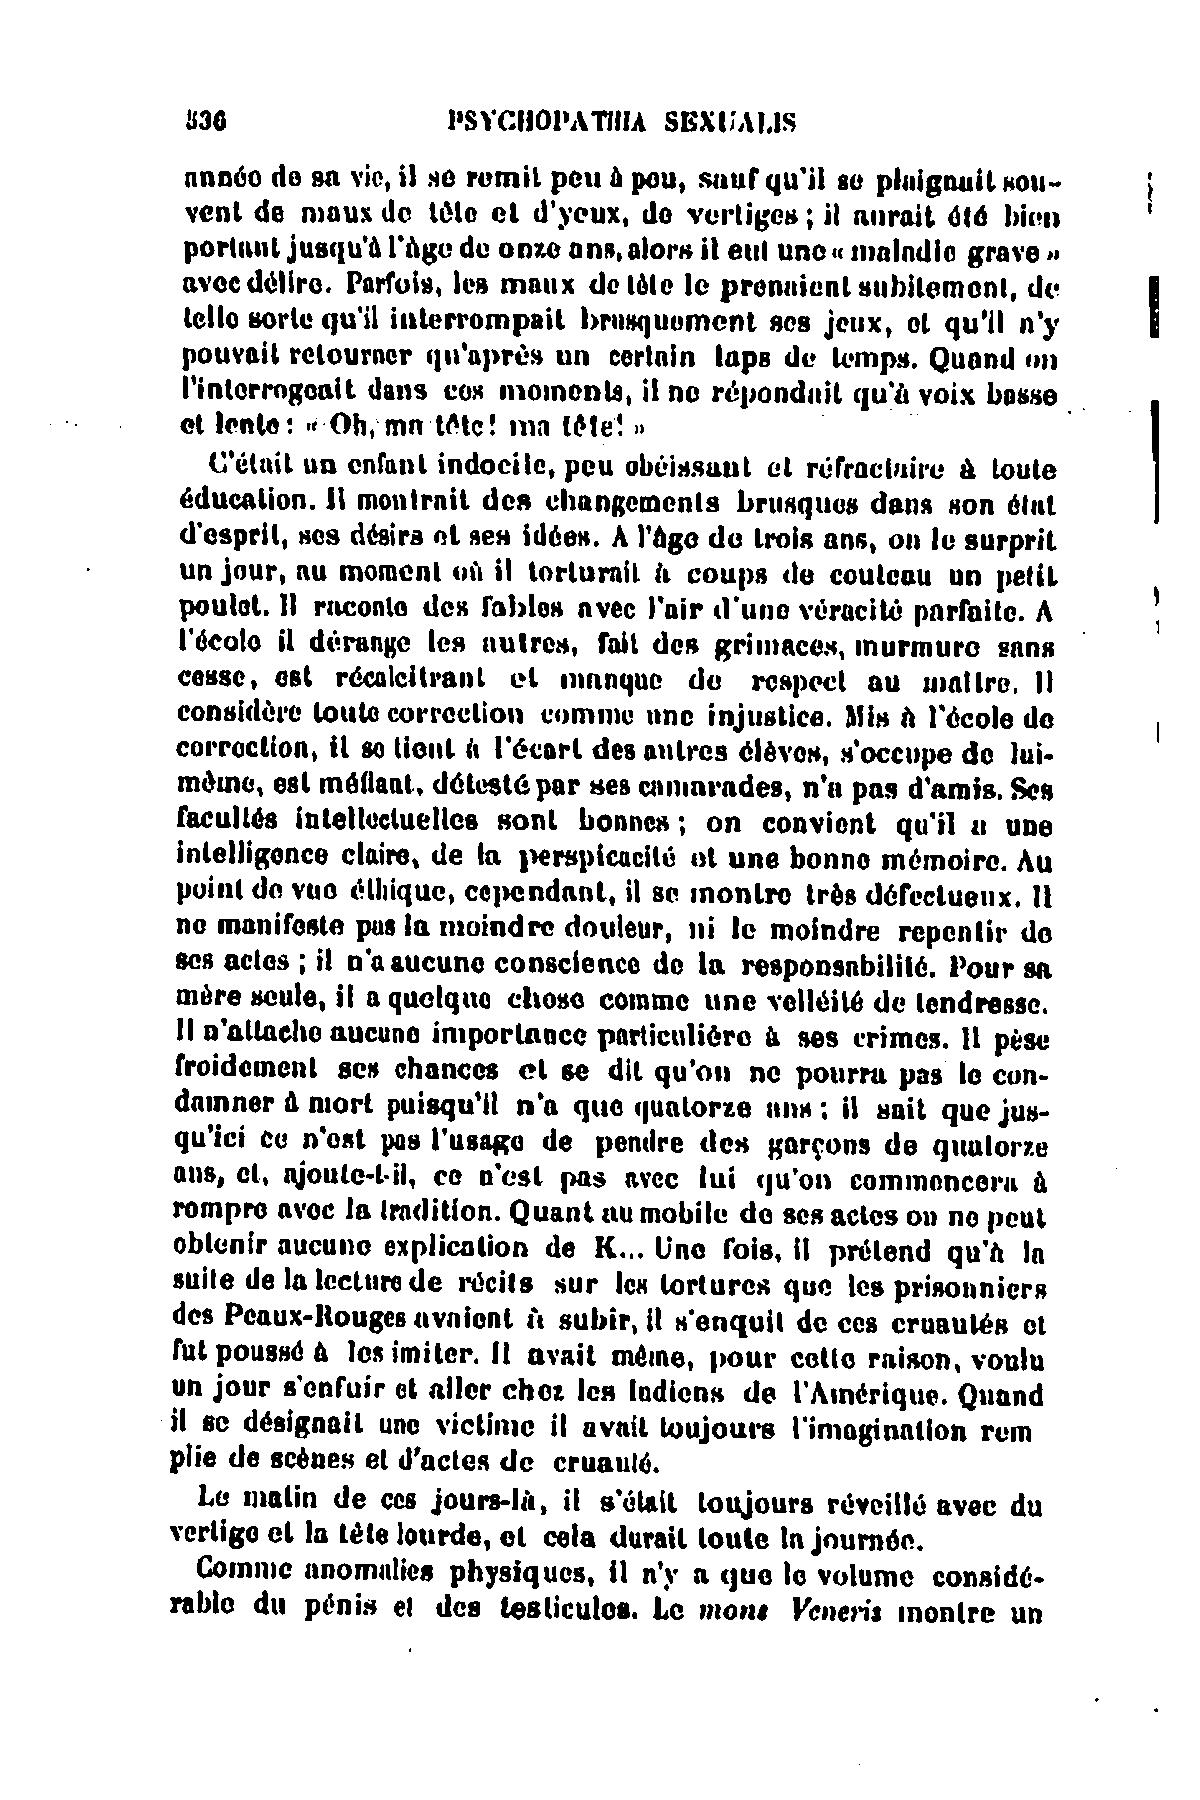 536 PSYCHOPATHIA SEXUALIS
année de sa vie, il se remit peu à peu, sauf qu'il se plaignait sou-
vent de maux de tête et d'yeux, de vertiges ; il aurait été bien
portant jusqu'à l'âge de onze ans, alors il eut une « maladie grave »
avec délire. Parfois, les maux de tête le prenaient subitement, de
telle sorte qu'il interrompait brusquement ses jeux, et qu'il n'y
pouvait retourner qu'après un certain laps de temps. Quand on
l'interrogeait dans ces moments, il ne répondait qu'à voix basse
et lente : « Oh, ma tête! ma tête! »
C'était un enfant indocile, peu obéissant et réfractaire à toute
éducation. Il montrait des changements brusques dans son état
d'esprit, ses désirs et ses idées. A l'âge de trois ans, on le surprit
un jour, au moment où il torturait à coups de couteau un petit
poulet. Il raconte des fables avec l'air d'une véracité parfaite. A
l'école il dérange les autres, fait des grimaces, murmure sans
cesse, est récalcitrant et manque de respect au maître. Il
considère toute correction comme une injustice. Mis à l'école de
correction, il se tient à l'écart des autres élèves, s'occupe de lui-
même, est méfiant, détesté par ses camarades, n'a pas d'amis. Ses
facultés intellectuelles sont bonnes ; on convient qu'il a une
intelligence claire, de la perspicacité et une bonne mémoire. Au
point de vue éthique, cependant, il se montre très défectueux. Il
ne manifeste pas la moindre douleur, ni le moindre repentir de
ses actes ; il n'a aucune conscience de la responsabilité. Pour sa
mère seule, il a quelque chose comme une velléité de tendresse.
Il n'attache aucune importance particulière à ses crimes. Il pèse
froidement ses chances et se dit qu'on ne pourra pas le con-
damner à mort puisqu'il n'a que quatorze ans ; il sait que jus-
qu'ici ce n'est pas l'usage de pendre des garçons de quatorze
ans, et, ajoute-t-il, ce n'est pas avec lui qu'on commencera à
rompre avec la tradition. Quant au mobile de ses actes on ne peut
obtenir aucune explication de K... Une fois, il prétend qu'à la
suite de la lecture de récits sur les tortures que les prisonniers
des Peaux-Rouges avaient à subir, il s'enquit de ces cruautés et
fut poussé à les imiter. Il avait même, pour cette raison, voulu
un jour s'enfuir et aller chez les Indiens de l'Amérique. Quand
il se désignait une victime il avait toujours l'imagination rem
plie de scènes et d'actes de cruauté.
Le matin de ces jours-là, il s'était toujours réveillé avec du
vertige et la tête lourde, et cela durait toute la journée.
Comme anomalies physiques, il n'y a que le volume considé-
rable du pénis et des testicules. Le mons Veneris montre un